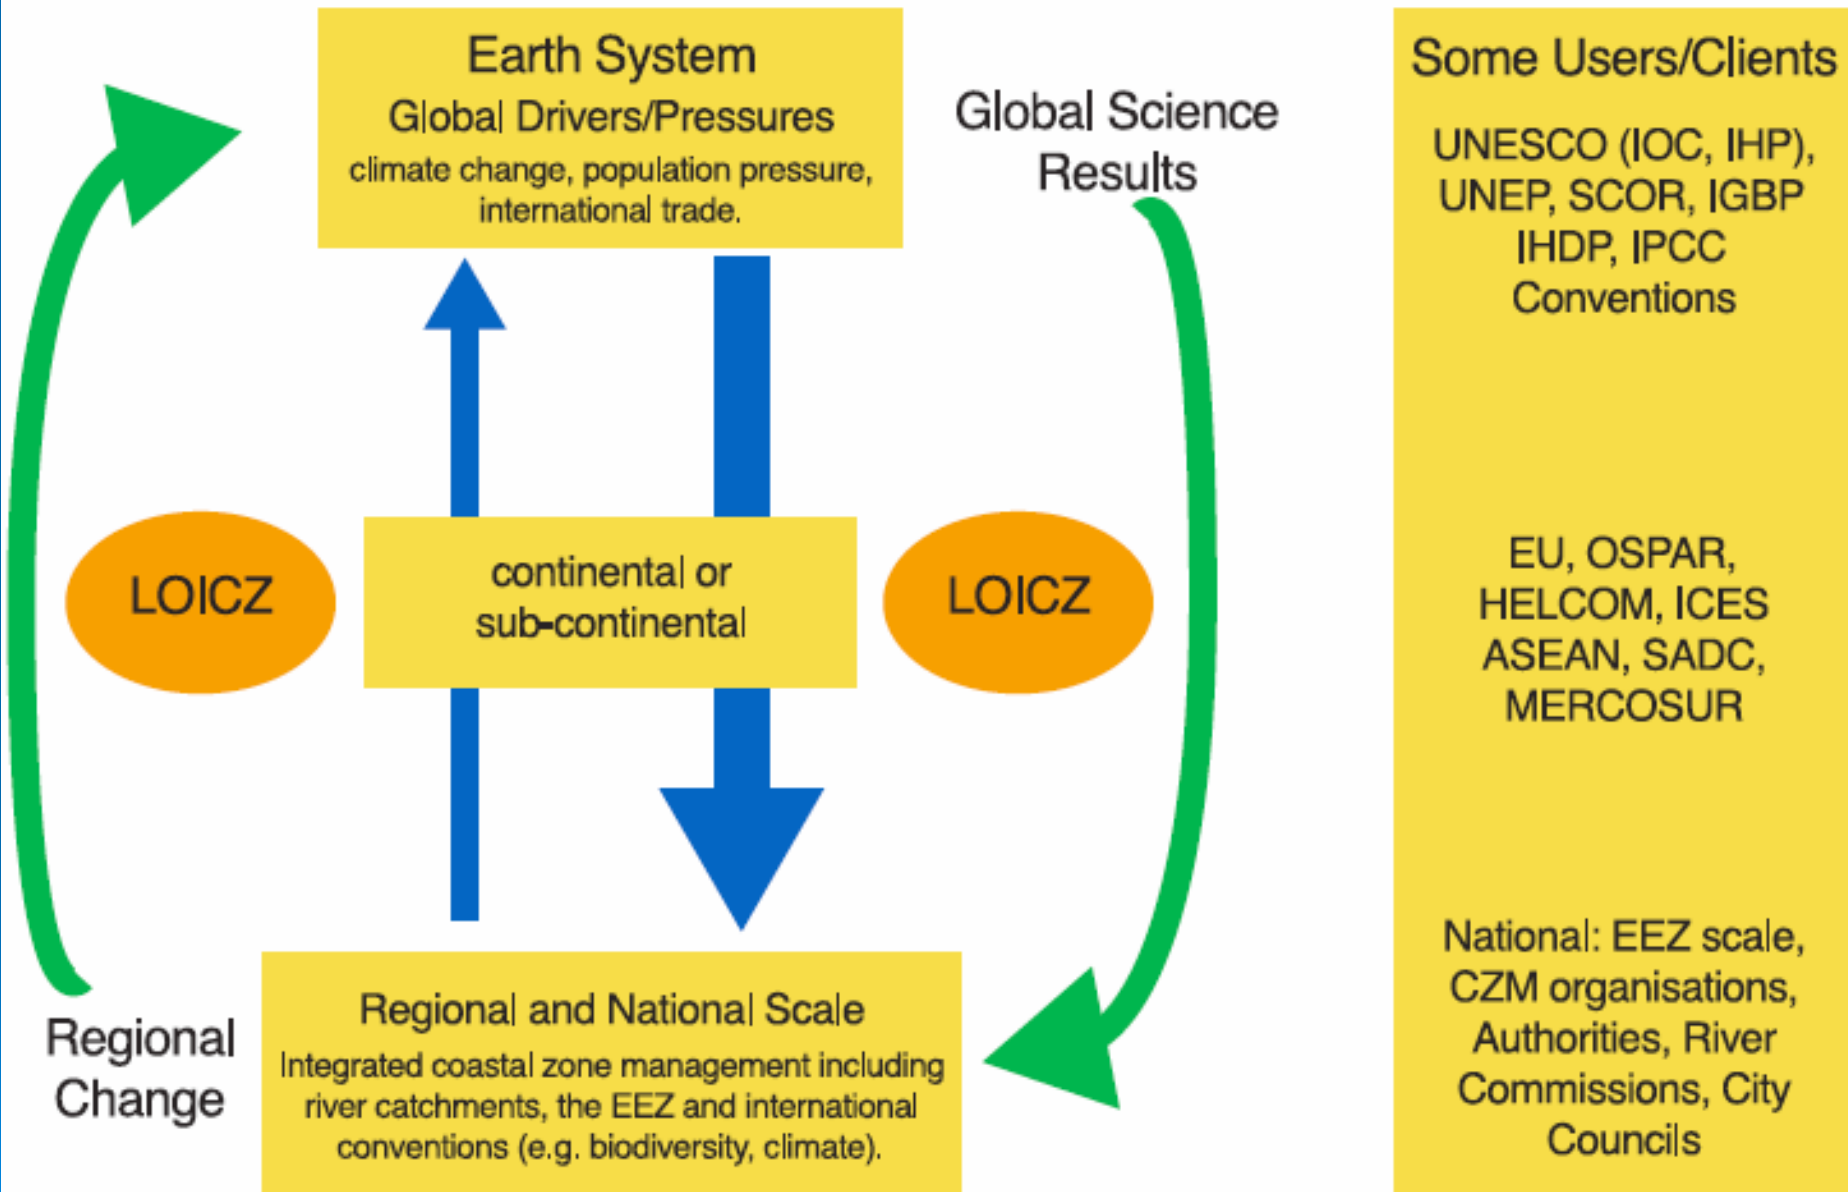 Earth System
Global Drivers/Pressures
climate change, population pressure,
international trade.
Global Science
Results
LOICZ
continental or
sub-continental
LOICZ
Regional
Change
Regional and National Scale
Integrated coastal zone management including
river catchments, the EEZ and international
conventions (e.g. biodiversity, climate).
Some Users/Clients
UNESCO (IOC, IHP),
UNEP, SCOR, IGBP
IHDP, IPCC
Conventions
EU, OSPAR,
HELCOM, ICES
ASEAN, SADC,
MERCOSUR
National: EEZ scale,
CZM organisations,
Authorities, River
Commissions, City
Councils